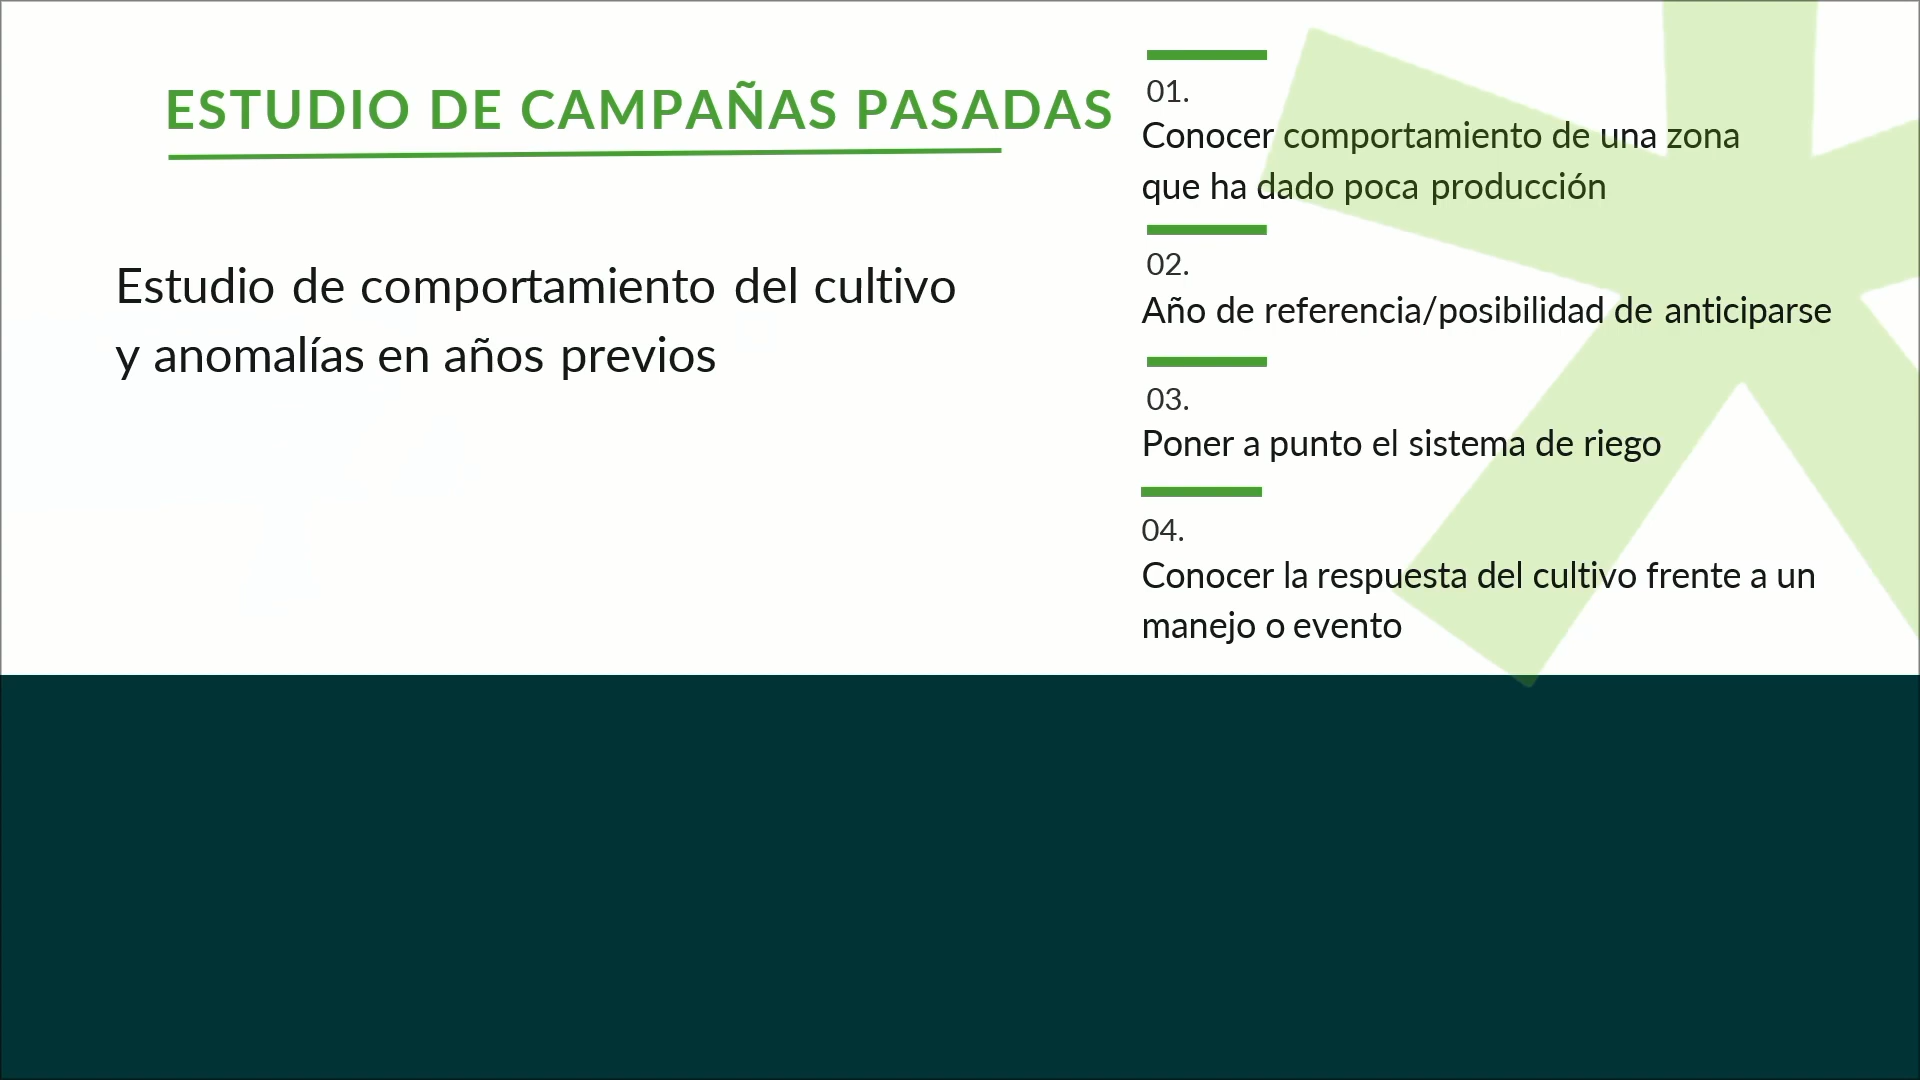 ESTUDIO DE CAMPAÑAS PASADAS
Estudio de comportamiento del cultivo
y anomalías en años previos
01.
Conocer comportamiento de una zona
que ha dado poca producción
02.
Año de referencia/posibilidad de anticiparse
03.
Poner a punto el sistema de riego
04.
Conocer la respuesta del cultivo frente a un
manejo o evento